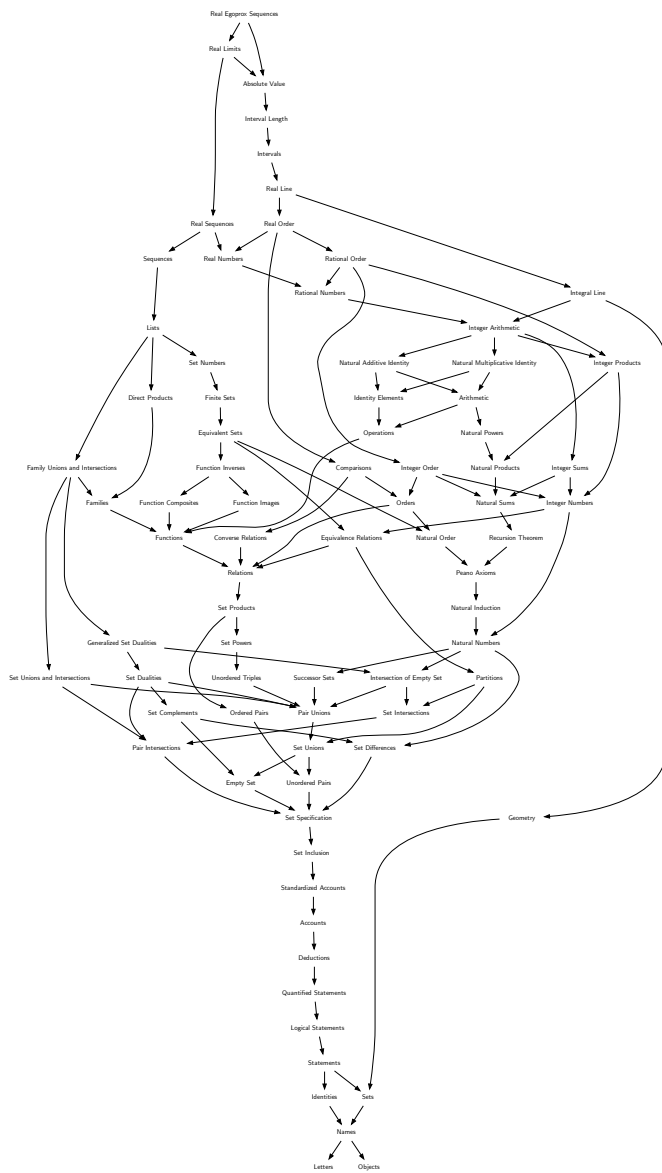 Real Egoprox Sequences
Real Limits
Absolute Value
Interval Length
Intervals
Real Line
Real Sequences
Real Order
Sequences
Real Numbers
Rational Order
Rational Numbers
Integral Line
Lists
Integer Arithmetic
Set Numbers
Natural Additive Identity
Natural Multiplicative Identity
Integer Products
Direct Products
Finite Sets
Identity Elements
Arithmetic
Equivalent Sets
Operations
Natural Powers
Family Unions and Intersections
Function Inverses
Comparisons
Integer Order
Natural Products
Integer Sums
Families
Function Composites
Function Images
Orders
Natural Sums
Integer Numbers
Functions
Converse Relations
Equivalence Relations
Natural Order
Recursion Theorem
Relations
Peano Axioms
Set Products
Natural Induction
Generalized Set Dualities
Set Powers
Natural Numbers
Set Unions and Intersections
Set Dualities
Unordered Triples
Successor Sets
Intersection of Empty Set
Partitions
Set Complements
Ordered Pairs
Pair Unions
Set Intersections
Pair Intersections
Set Unions
Set Differences
Empty Set
Unordered Pairs
Set Specification
Geometry
Set Inclusion
Standardized Accounts
Accounts
Deductions
Quantified Statements
Logical Statements
Statements
Identities
Sets
Names
Letters
Objects